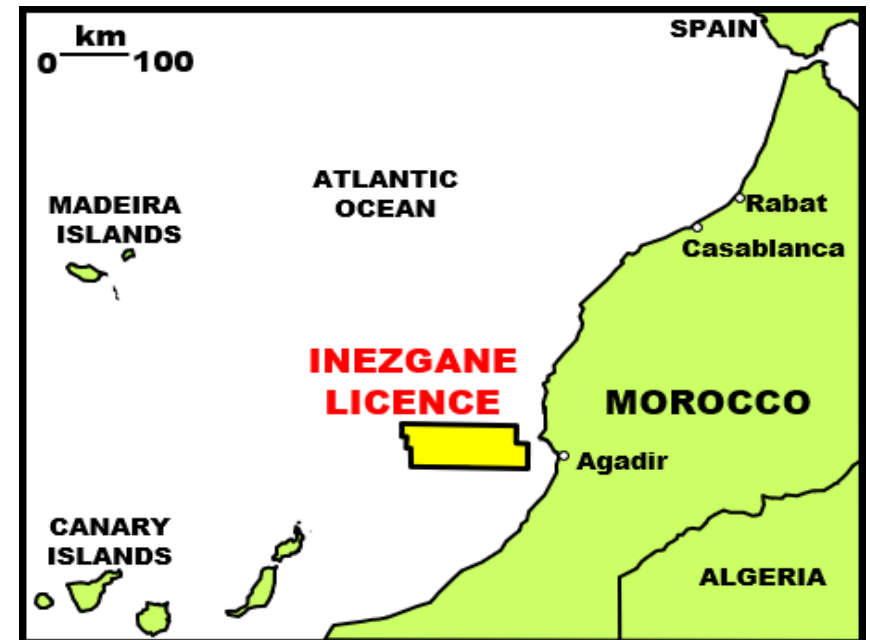 km
0 100
SPAIN
ATLANTIC
OCEAN
MADEIRA
ISLANDS
Rabat
Casablanca
INEZGANE
LICENCE
MOROCCO
Agadir
CANARY
ISLANDS
ALGERIA